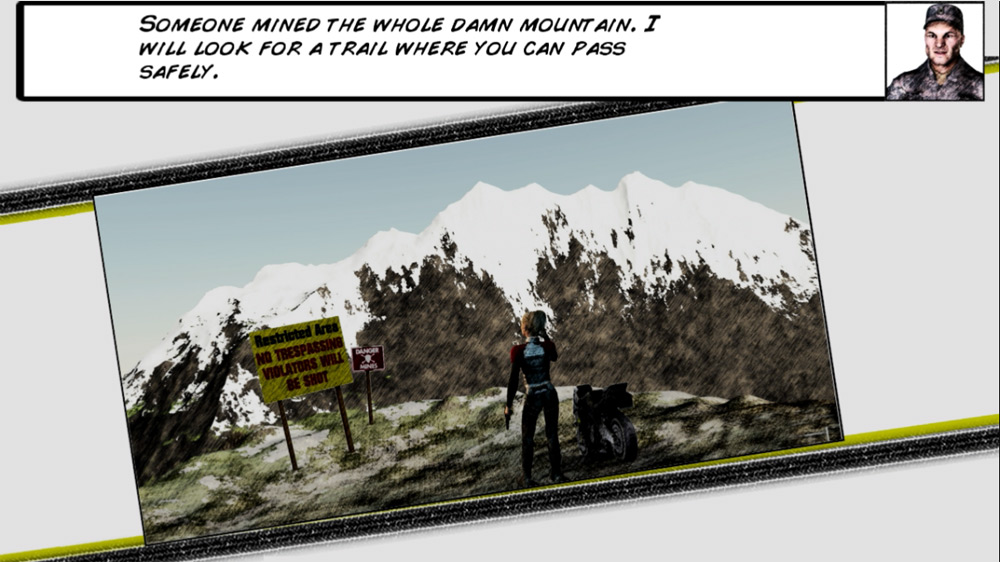 Someone mined the whole damn mountain. I
will look for a trail where you can pass
safely.
Restricted Area
NO TRESPASSING
VIOLATORS WILL
BE SHOT
DANGER
MINES